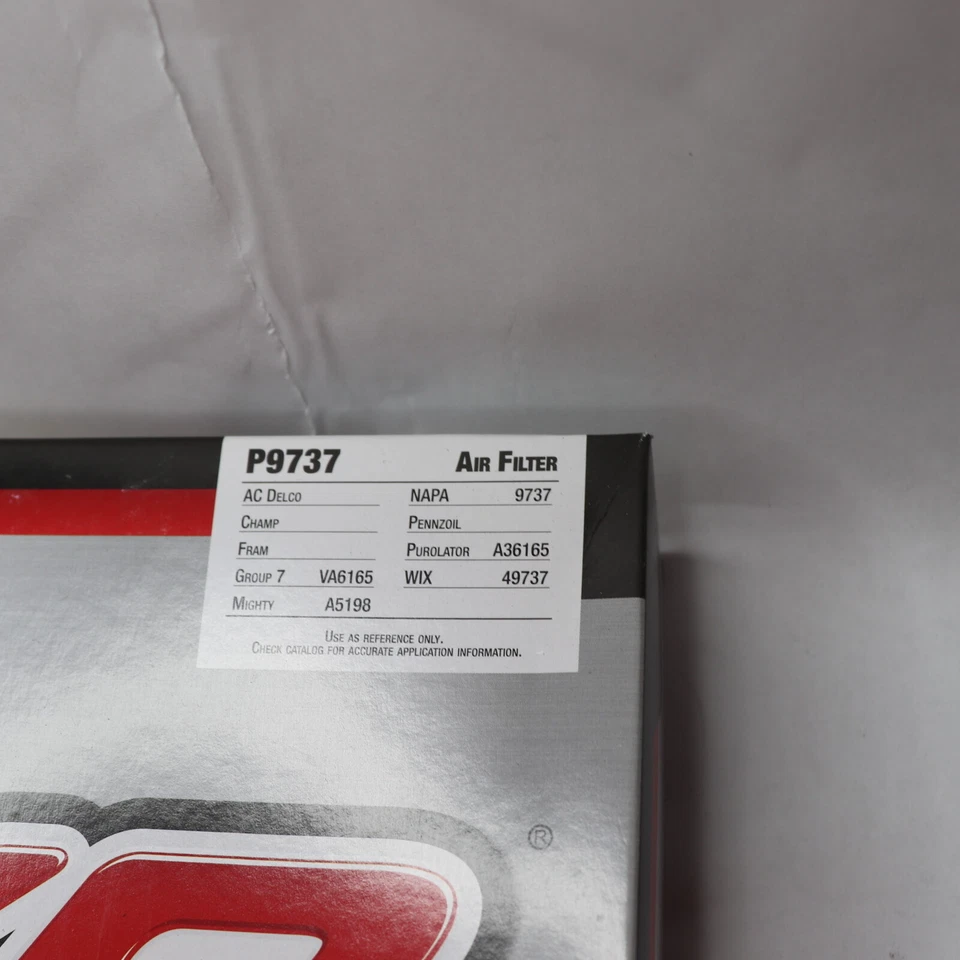 P9737 AIR FILTER
AC DELCO NAPA 9737
CHAMP PENNZOIL
FRAM PUROLATOR A36165
GROUP 7 VA6165 WIX 49737
MIGHTY A5198
USE AS REFERENCE ONLY.
CHECK CATALOG FOR ACCURATE APPLICATION INFORMATION.
®